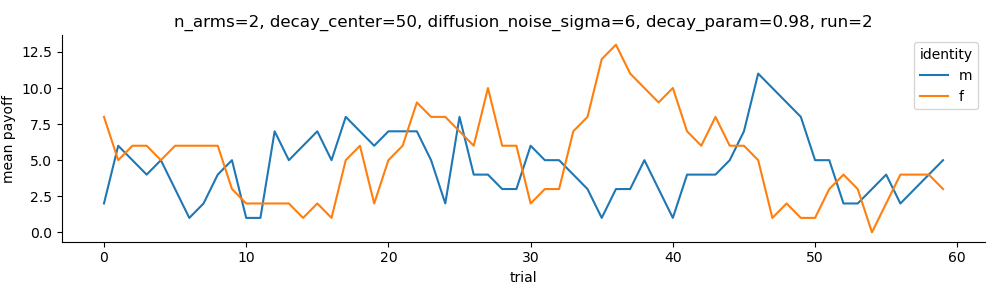 n_arms=2, decay_center=50, diffusion_noise_sigma=6, decay_param=0.98, run=2
mean payoff
12.5
10.0
7.5
5.0
2.5
0.0
identity
m
f
0 10 20 30 40 50 60
trial